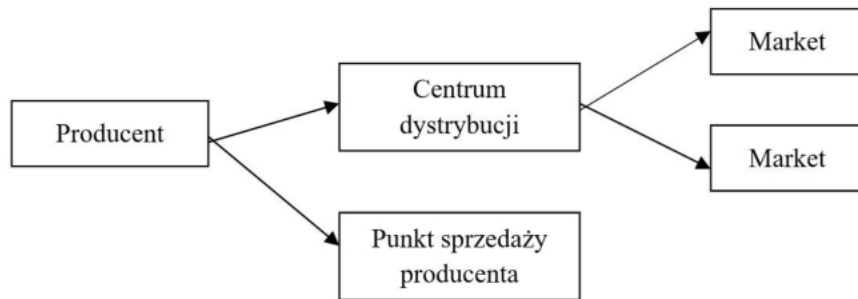 Market
Centrum
dystrybucji
Producent
Market
Punkt sprzedaży
producenta